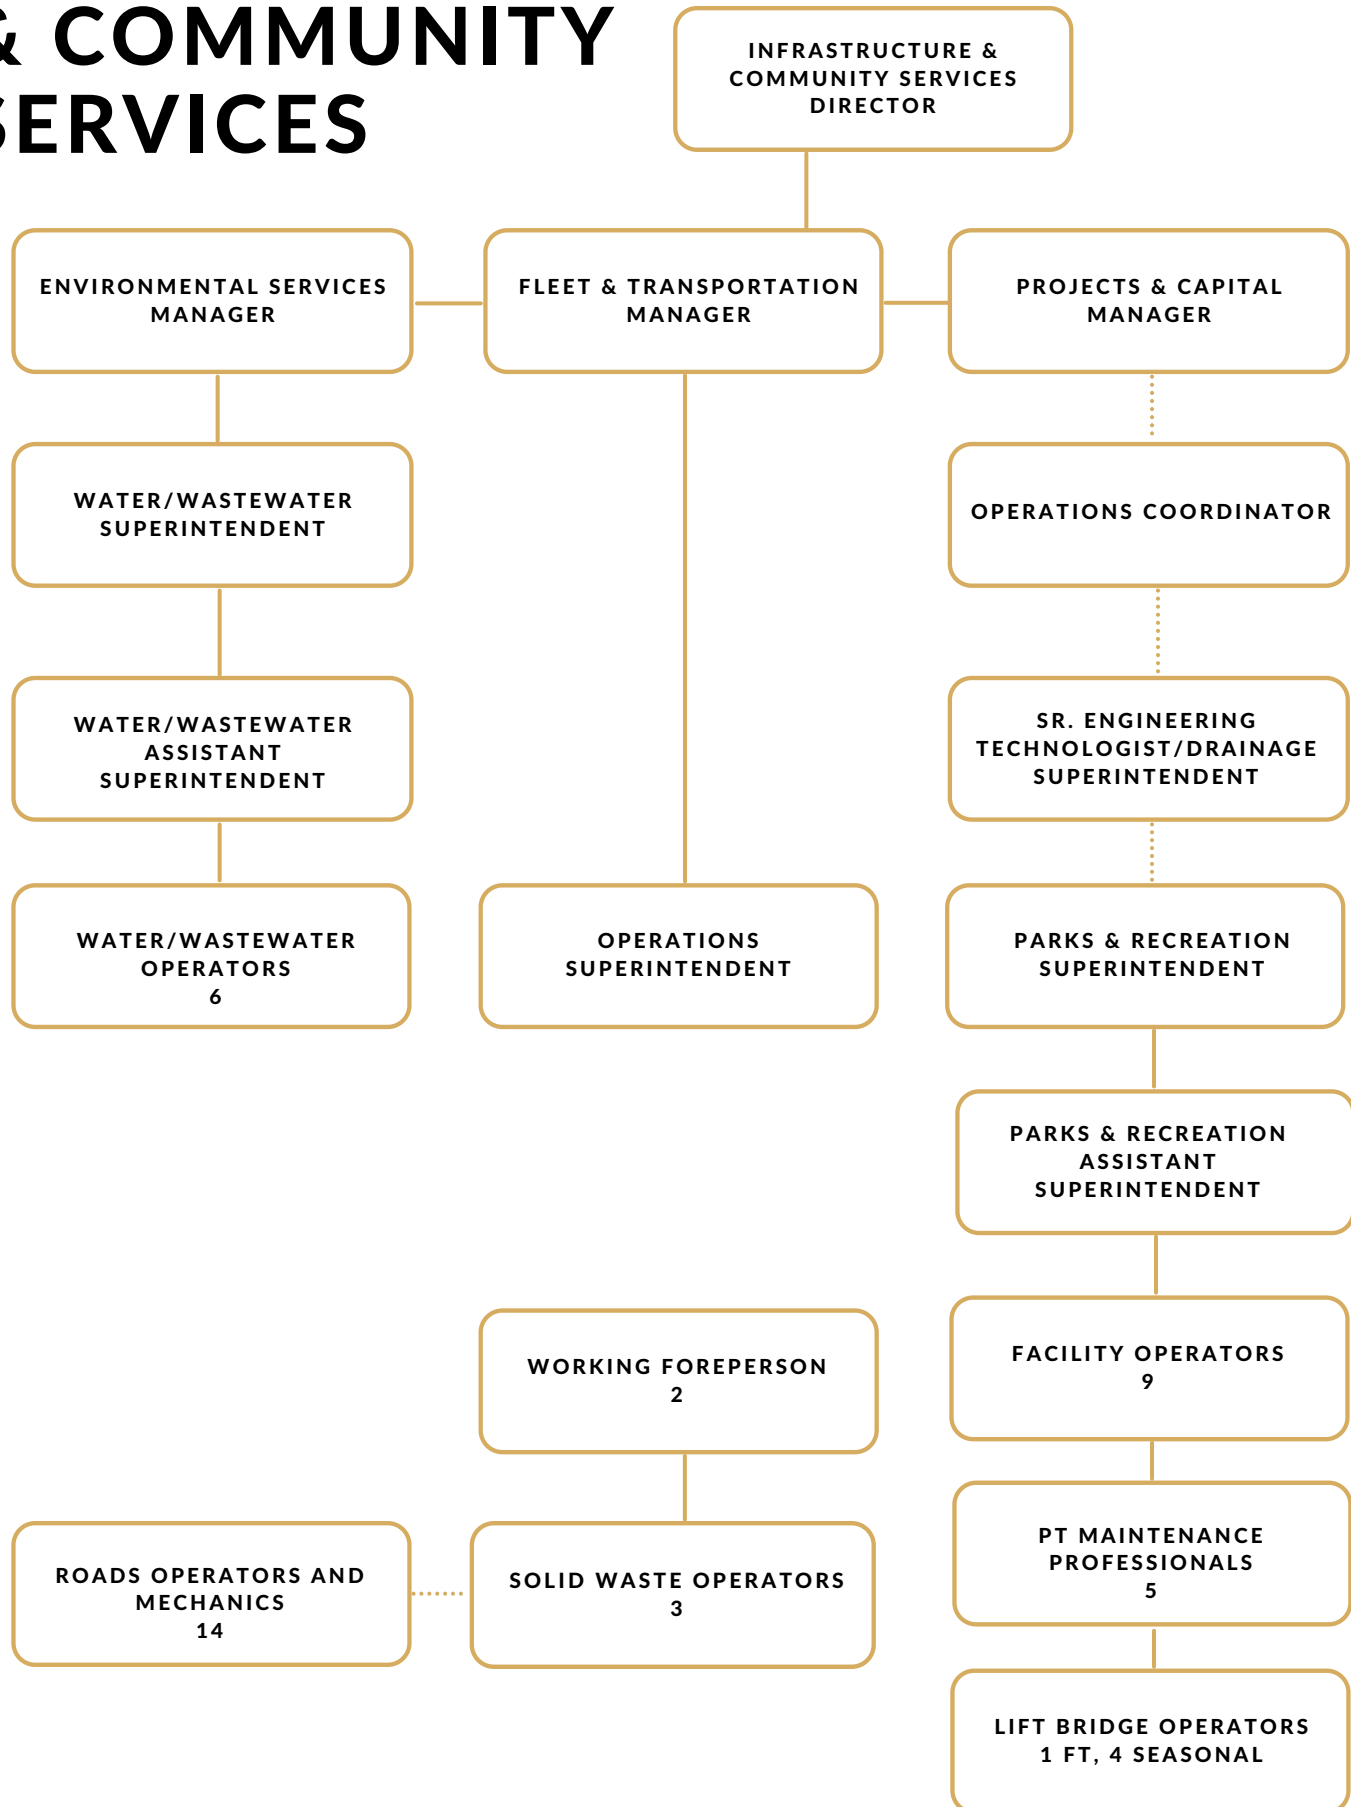 & COMMUNITY
SERVICES
INFRASTRUCTURE &
COMMUNITY SERVICES
DIRECTOR
ENVIRONMENTAL SERVICES
MANAGER
FLEET & TRANSPORTATION
MANAGER
PROJECTS & CAPITAL
MANAGER
WATER/WASTEWATER
SUPERINTENDENT
OPERATIONS COORDINATOR
WATER/WASTEWATER
ASSISTANT
SUPERINTENDENT
SR. ENGINEERING
TECHNOLOGIST/DRAINAGE
SUPERINTENDENT
WATER/WASTEWATER
OPERATORS
6
OPERATIONS
SUPERINTENDENT
PARKS & RECREATION
SUPERINTENDENT
PARKS & RECREATION
ASSISTANT
SUPERINTENDENT
WORKING FOREPERSON
2
FACILITY OPERATORS
9
ROADS OPERATORS AND
MECHANICS
14
SOLID WASTE OPERATORS
3
PT MAINTENANCE
PROFESSIONALS
5
LIFT BRIDGE OPERATORS
1 FT, 4 SEASONAL